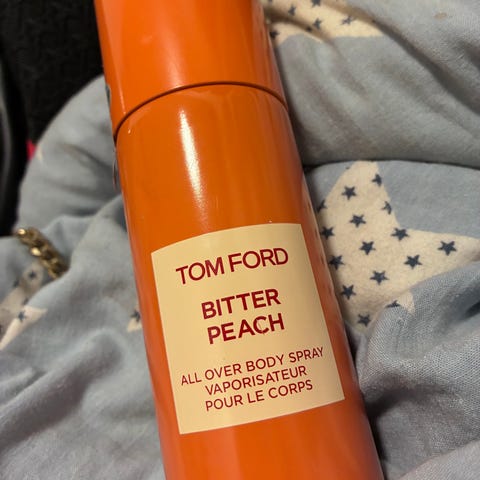 TOM FORD
BITTER
PEACH
ALL OVER BODY SPRAY
VAPORISATEUR
POUR LE CORPS